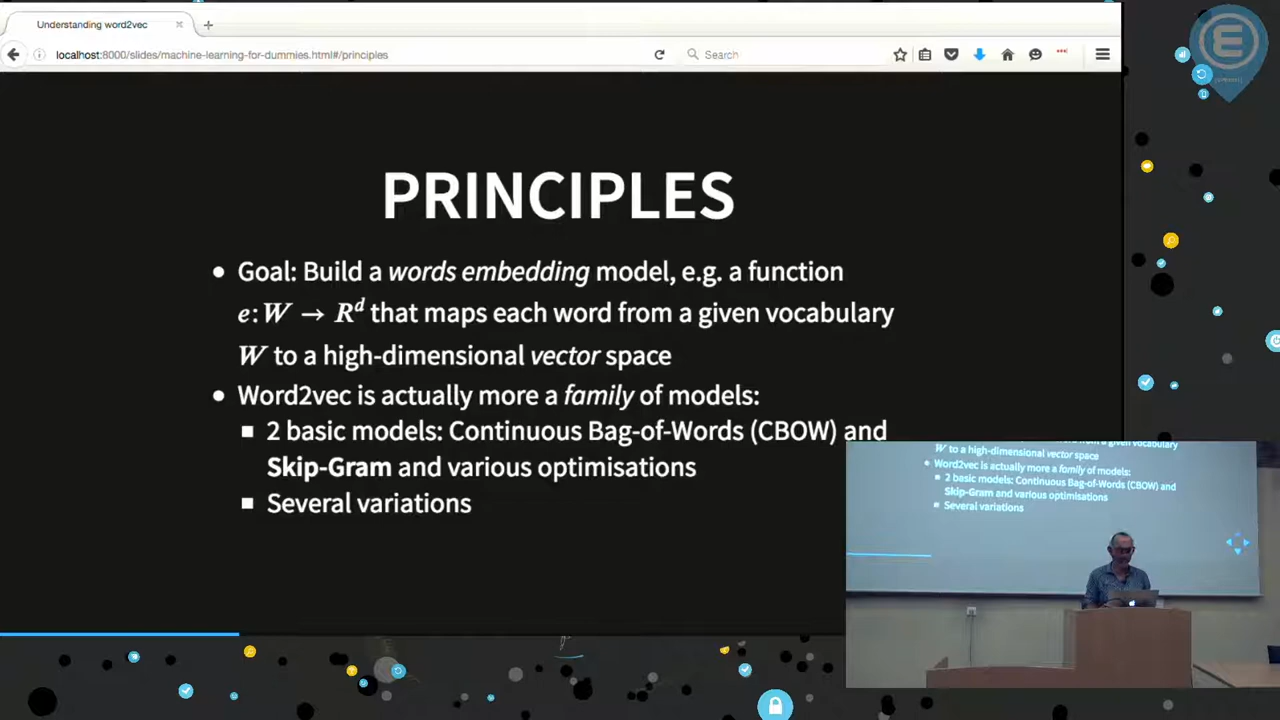 Understanding word2vec
localhost:8000/slides/machine-learning-for-dummies.html#/principles
Search
PRINCIPLES
Goal: Build a words embedding model, e.g. a function
e: W → R^d that maps each word from a given vocabulary
W to a high-dimensional vector space
Word2vec is actually more a family of models:
2 basic models: Continuous Bag-of-Words (CBOW) and
Skip-Gram and various optimisations
Several variations
W to a high-dimensional vector space
Word2vec is actually more a family of models:
2 basic models: Continuous Bag-of-Words (CBOW) and
Skip-Gram and various optimisations
Several variations